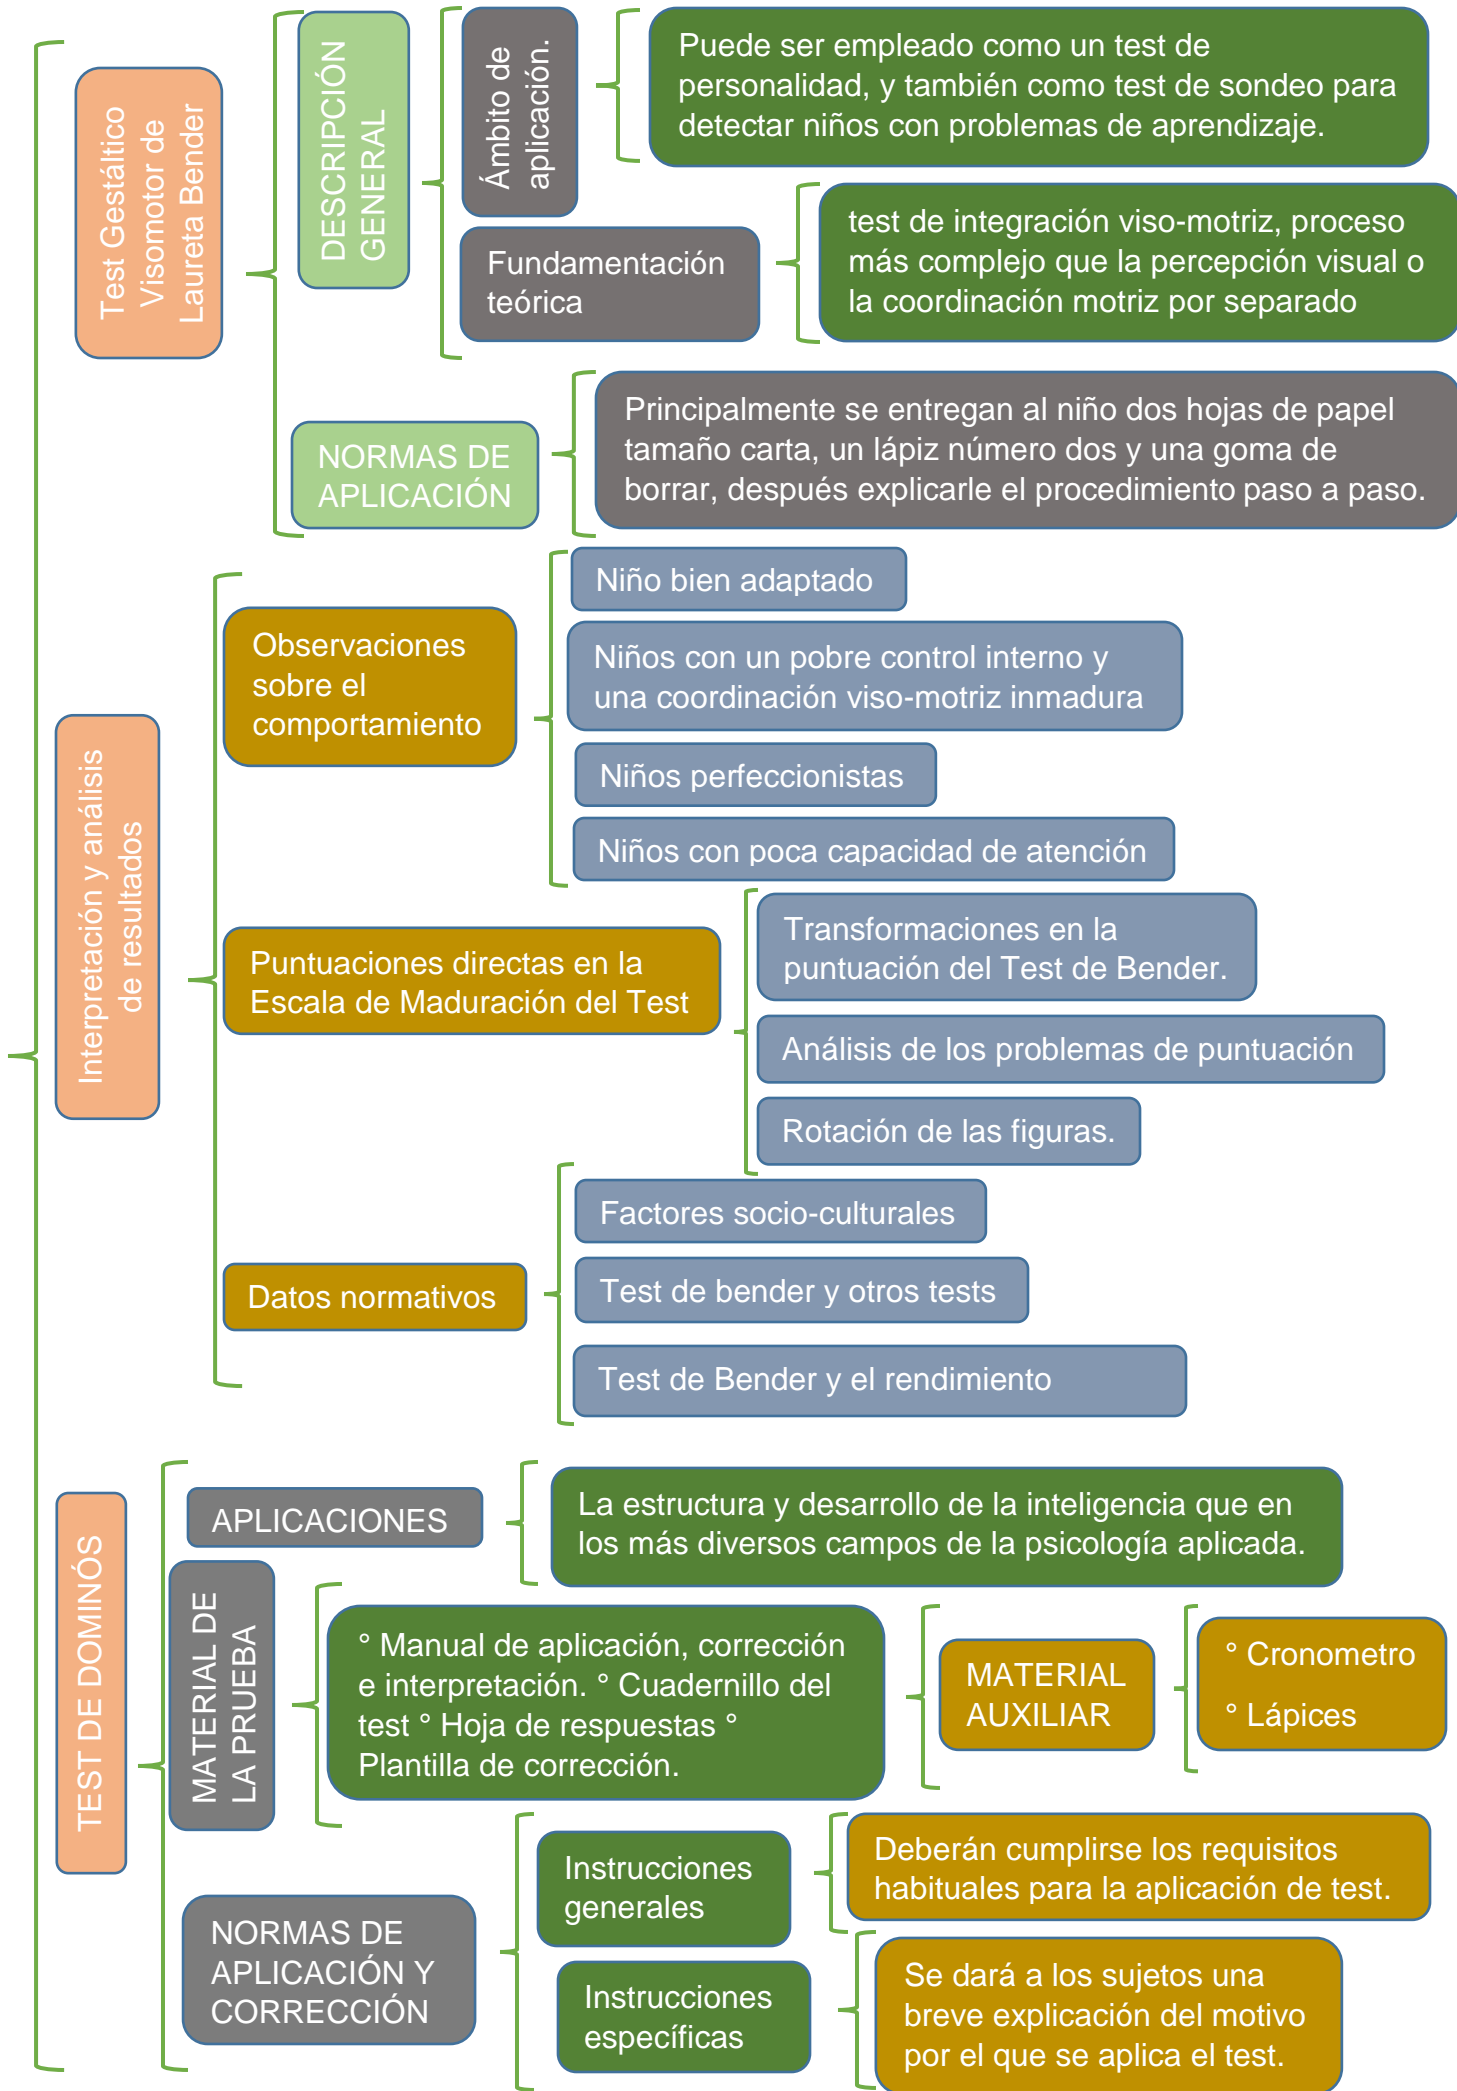 Test Gestáltico
Visomotor de
Laureta Bender
DESCRIPCIÓN
GENERAL
Ámbito de
aplicación.
Puede ser empleado como un test de
personalidad, y también como test de sondeo para
detectar niños con problemas de aprendizaje.
Fundamentación
teórica
test de integración viso-motriz, proceso
más complejo que la percepción visual o
la coordinación motriz por separado
NORMAS DE
APLICACIÓN
Principalmente se entregan al niño dos hojas de papel
tamaño carta, un lápiz número dos y una goma de
borrar, después explicarle el procedimiento paso a paso.
Interpretación y análisis
de resultados
Observaciones
sobre el
comportamiento
Niño bien adaptado
Niños con un pobre control interno y
una coordinación viso-motriz inmadura
Niños perfeccionistas
Niños con poca capacidad de atención
Puntuaciones directas en la
Escala de Maduración del Test
Transformaciones en la
puntuación del Test de Bender.
Análisis de los problemas de puntuación
Rotación de las figuras.
Datos normativos
Factores socio-culturales
Test de bender y otros tests
Test de Bender y el rendimiento
TEST DE DOMINÓS
APLICACIONES
La estructura y desarrollo de la inteligencia que en
los más diversos campos de la psicología aplicada.
MATERIAL DE
LA PRUEBA
° Manual de aplicación, corrección
e interpretación. ° Cuadernillo del
test ° Hoja de respuestas °
Plantilla de corrección.
MATERIAL
AUXILIAR
° Cronometro
° Lápices
NORMAS DE
APLICACIÓN Y
CORRECCIÓN
Instrucciones
generales
Deberán cumplirse los requisitos
habituales para la aplicación de test.
Instrucciones
específicas
Se dará a los sujetos una
breve explicación del motivo
por el que se aplica el test.